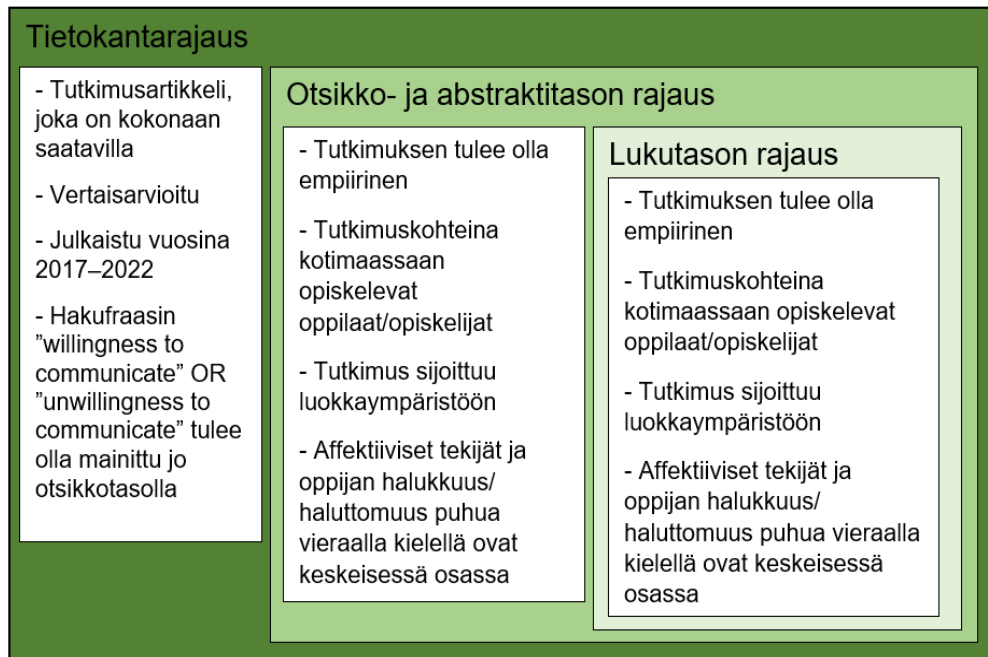 Tietokantarajaus
- Tutkimusartikkeli,
joka on kokonaan
saatavilla
- Vertaisarvioitu
- Julkaistu vuosina
2017–2022
- Hakufraasin
”willingness to
communicate” OR
”unwillingness to
communicate” tulee
olla mainittu jo
otsikkotasolla
Otsikko- ja abstraktitason rajaus
- Tutkimuksen tulee olla
empiirinen
- Tutkimuskohteina
kotimaassaan
opiskelevat
oppilaat/opiskelijat
- Tutkimus sijoittuu
luokkaympäristöön
- Affektiiviset tekijät ja
oppijan halukkuus/
haluttomuus puhua
vieraalla kielellä ovat
keskeisessä osassa
Lukutason rajaus
- Tutkimuksen tulee olla
empiirinen
- Tutkimuskohteina
kotimaassaan opiskelevat
oppilaat/opiskelijat
- Tutkimus sijoittuu
luokkaympäristöön
- Affektiiviset tekijät ja
oppijan halukkuus/
haluttomuus puhua vieraalla
kielellä ovat keskeisessä
osassa